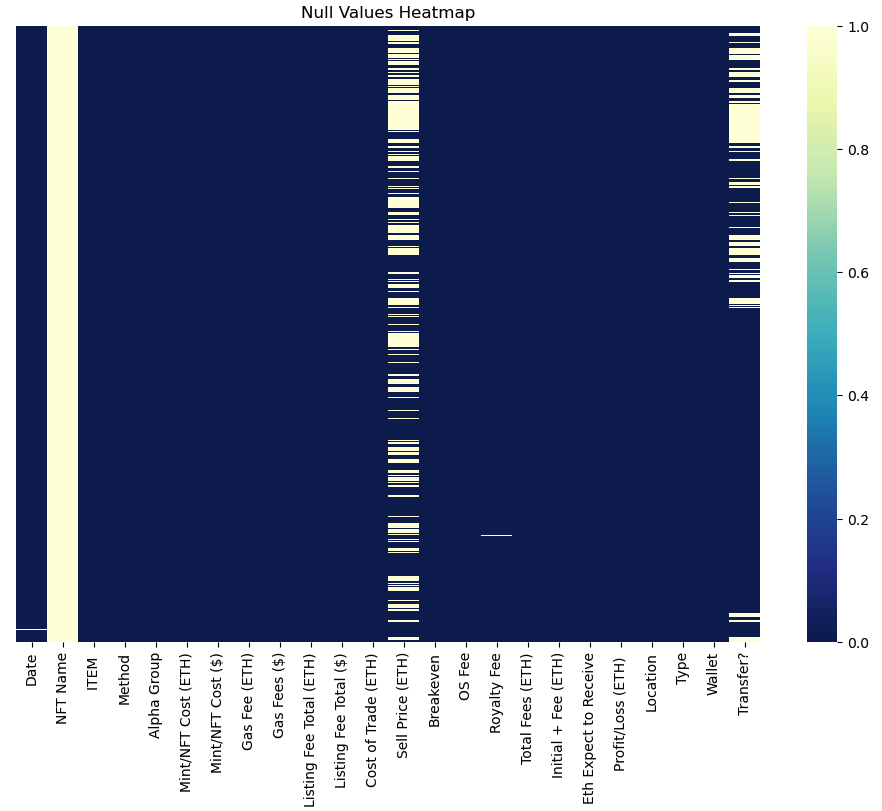 Null Values Heatmap
1.0
0.8
0.6
0.4
0.2
0.0
Date
NFT Name
ITEM
Method
Alpha Group
Mint/NFT Cost (ETH)
Mint/NFT Cost ($)
Gas Fee (ETH)
Gas Fees ($)
Listing Fee Total (ETH)
Listing Fee Total ($)
Cost of Trade (ETH)
Sell Price (ETH)
Breakeven
OS Fee
Royalty Fee
Total Fees (ETH)
Initial + Fee (ETH)
Eth Expect to Receive
Profit/Loss (ETH)
Location
Type
Wallet
Transfer?